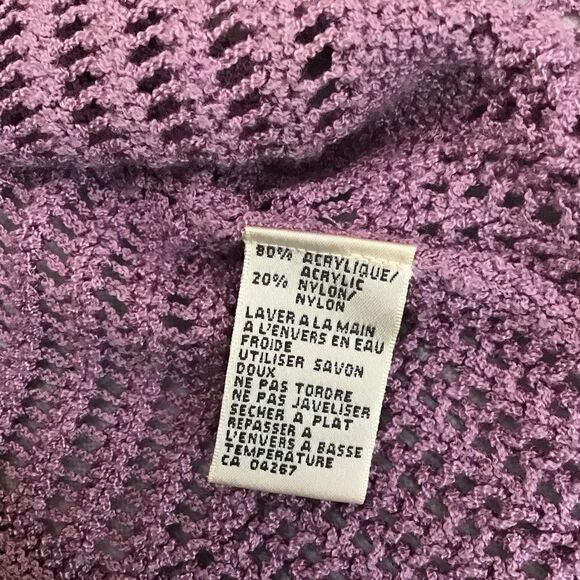 80% ACRYLIQUE/
ACRYLIC
20% NYLON/
NYLON
LAVER A LA MAIN
A L'ENVERS EN EAU
FROIDE
UTILISER SAVON
DOUX
NE PAS TORDRE
NE PAS JAVELISER
SECHER A PLAT
REPASSER A
L'ENVERS A BASSE
TEMPERATURE
CA 04267